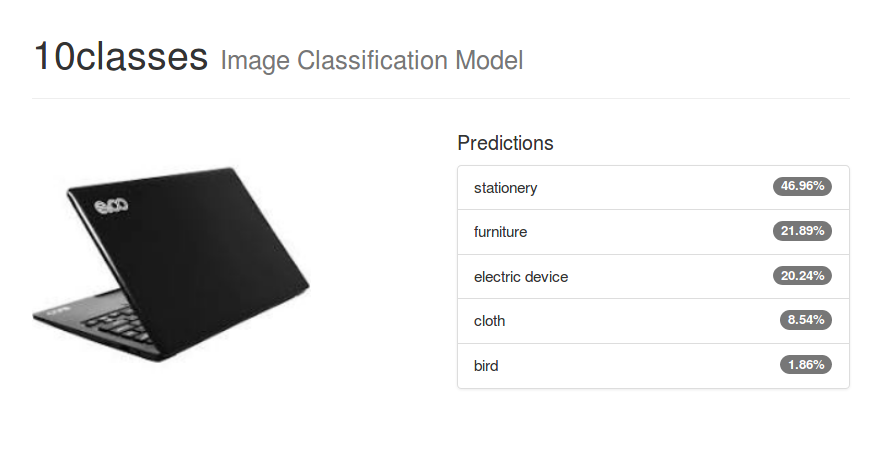 10classes Image Classification Model
Predictions
stationery 46.96%
furniture 21.89%
electric device 20.24%
cloth 8.54%
bird 1.86%
evoo